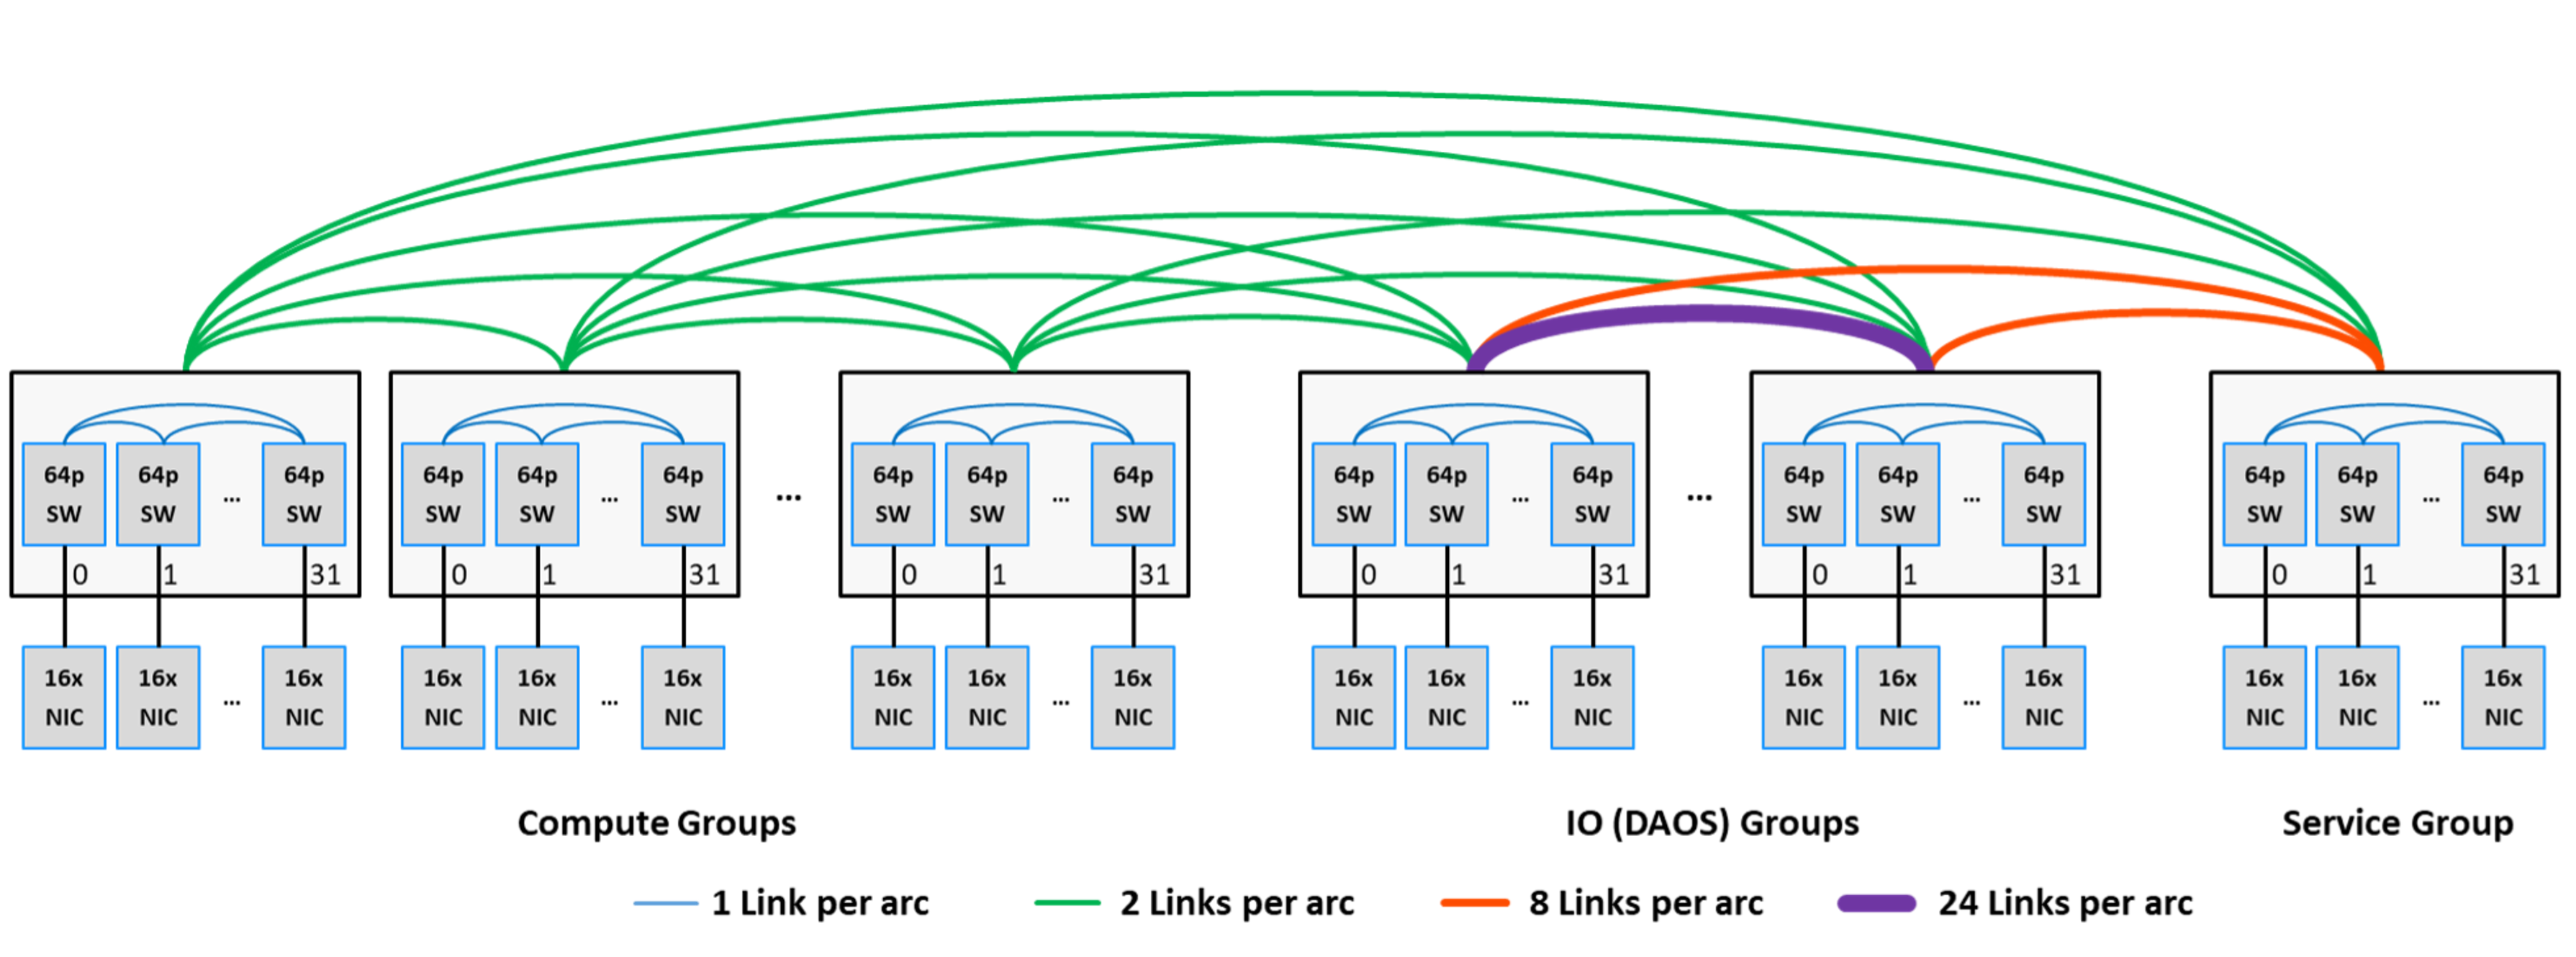 64p 64p 64p 64p 64p 64p 64p 64p 64p 64p 64p 64p 64p 64p 64p 64p 64p 64p
... ... ... ... ... ... ... ...
SW SW SW SW SW SW SW SW SW SW SW SW SW SW SW SW SW SW
0 1 31 0 1 31 0 1 31 0 1 31 0 1 31 0 1 31
16x 16x 16x 16x 16x 16x 16x 16x 16x 16x 16x 16x 16x 16x 16x 16x 16x 16x
... ... ... ... ... ...
NIC NIC NIC NIC NIC NIC NIC NIC NIC NIC NIC NIC NIC NIC NIC NIC NIC NIC
Compute Groups IO (DAOS) Groups Service Group
1 Link per arc 2 Links per arc 8 Links per arc 24 Links per arc